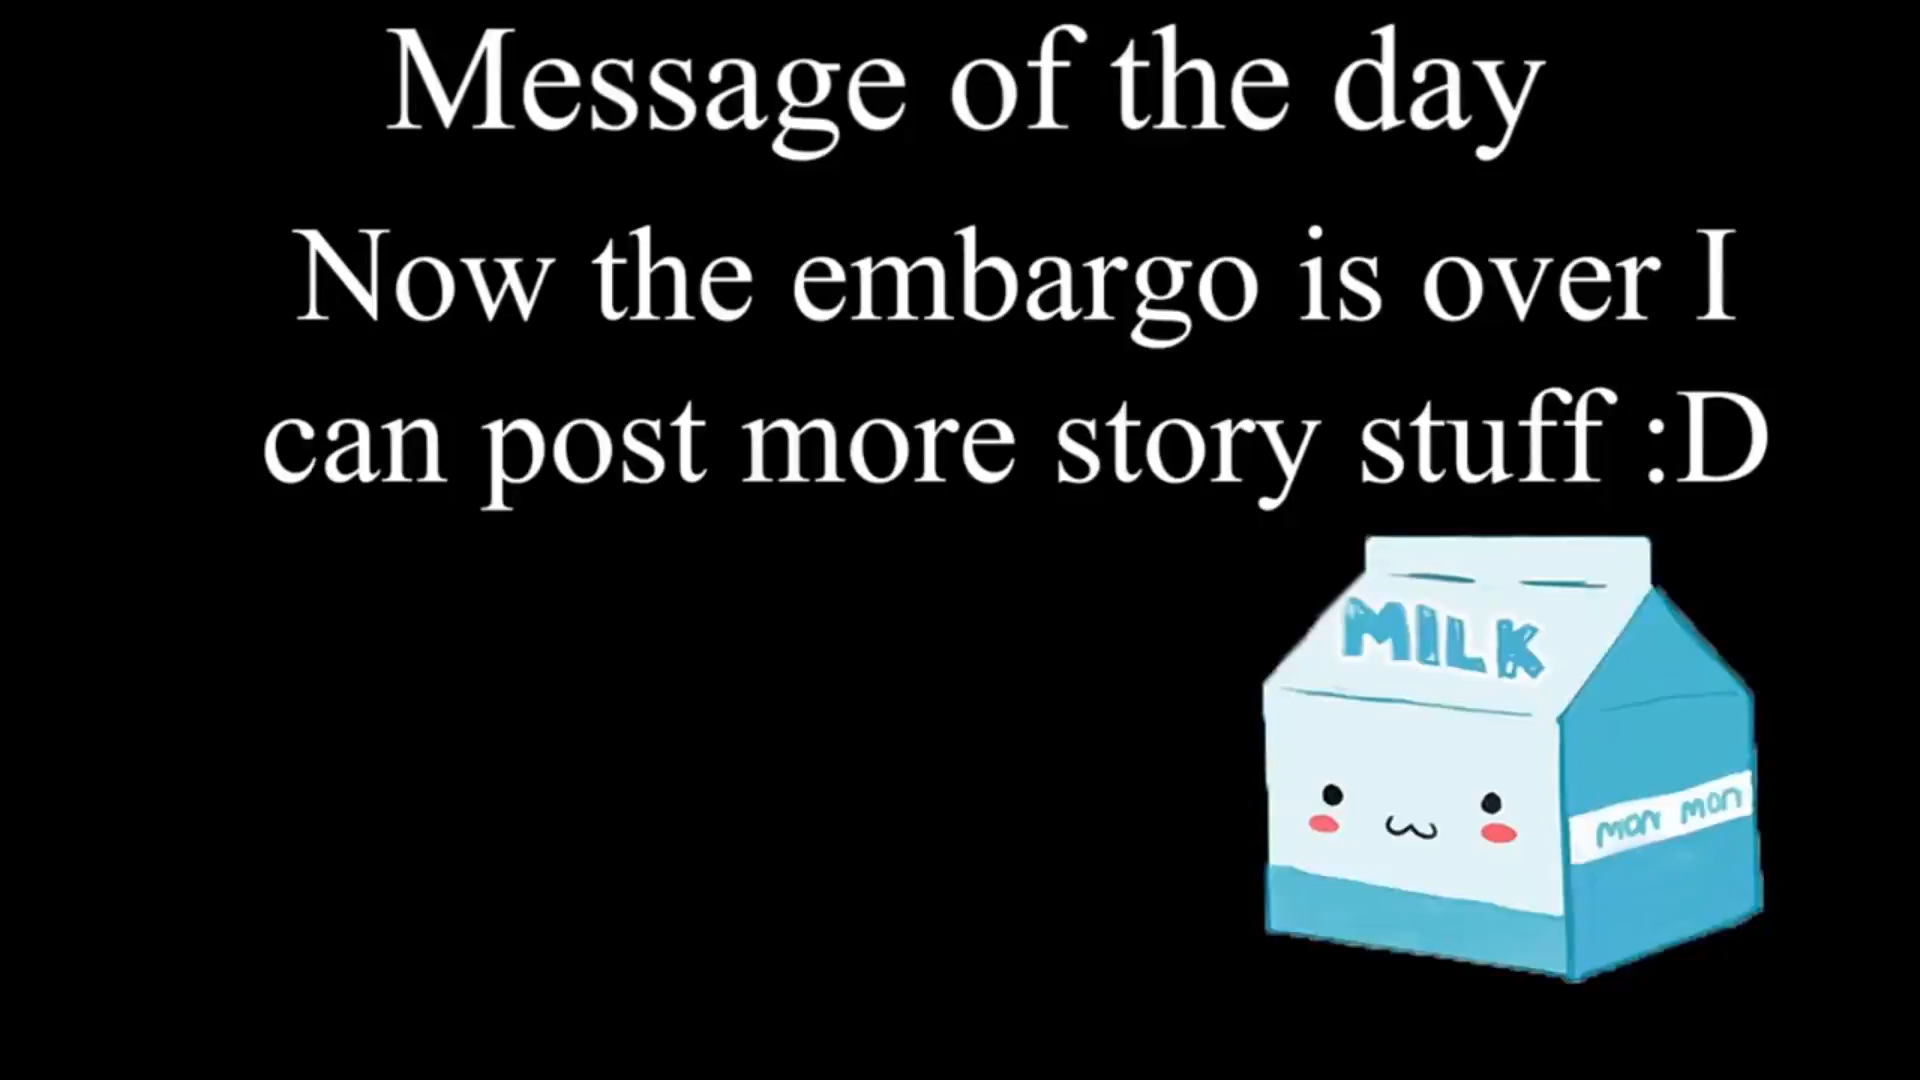 Message of the day
Now the embargo is over I
can post more story stuff :D
MILK
mon mon